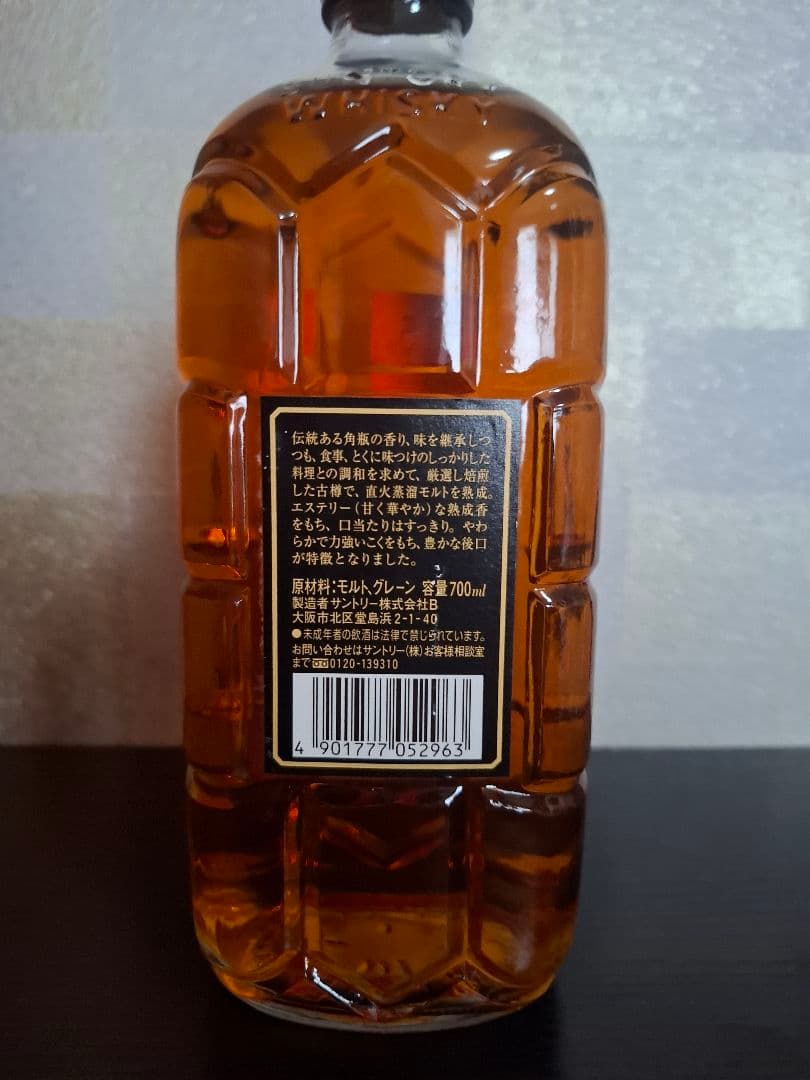 WHISKY
伝統ある角瓶の香り、味を継承しつ
つも、食事、とくに味つけのしっかりした
料理との調和を求めて、厳選し焙煎
した古樽で、直火蒸溜モルトを熟成。
エステリー(甘く華やか)な熟成香
をもち、口当たりはすっきり。やわ
らかで力強いこくをもち、豊かな後口
が特徴となりました。
原材料:モルト、グレーン 容量700ml
製造者サントリー株式会社B
大阪市北区堂島浜2-1-40
●未成年者の飲酒は法律で禁じられています。
お問い合わせはサントリー(株)お客様相談室
まで 0120-139310
4 901777 052963